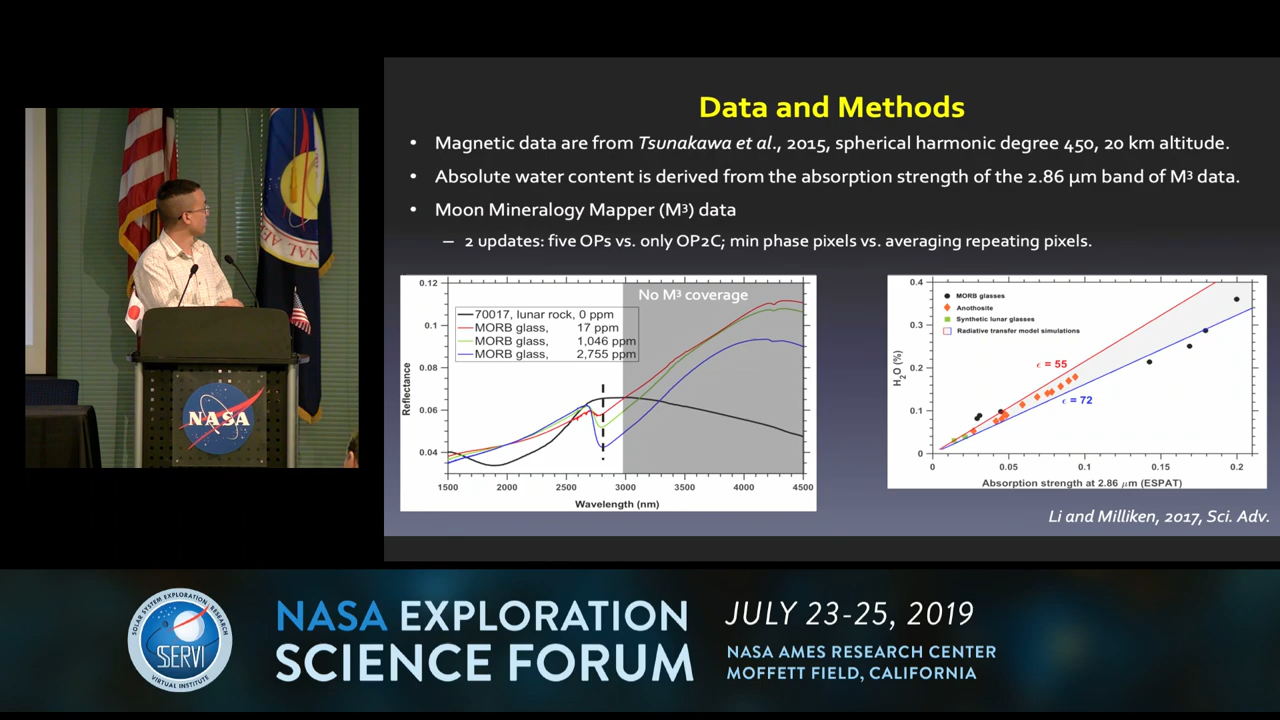 Data and Methods
• Magnetic data are from Tsunakawa et al., 2015, spherical harmonic degree 450, 20 km altitude.
• Absolute water content is derived from the absorption strength of the 2.86 µm band of M³ data.
• Moon Mineralogy Mapper (M³) data
– 2 updates: five OPs vs. only OP2C; min phase pixels vs. averaging repeating pixels.
0.12
0.1
0.08
0.06
0.04
Reflectance
No M³ coverage
70017, lunar rock, 0 ppm
MORB glass, 17 ppm
MORB glass, 1,046 ppm
MORB glass, 2,755 ppm
1500 2000 2500 3000 3500 4000 4500
Wavelength (nm)
0.4
0.3
0.2
0.1
0
H₂O (%)
MORB glasses
Anothosite
Synthetic lunar glasses
Radiative transfer model simulations
ϵ = 55
ϵ = 72
0 0.05 0.1 0.15 0.2
Absorption strength at 2.86 µm (ESPAT)
Li and Milliken, 2017, Sci. Adv.
NASA
SOLAR SYSTEM EXPLORATION RESEARCH
SSERVI
VIRTUAL INSTITUTE
NASA EXPLORATION
SCIENCE FORUM
JULY 23-25, 2019
NASA AMES RESEARCH CENTER
MOFFETT FIELD, CALIFORNIA